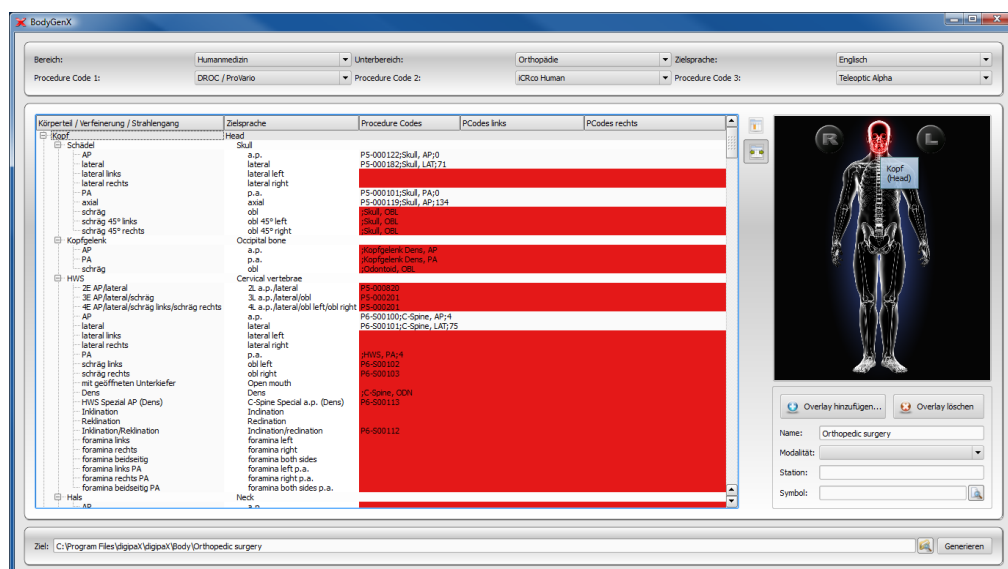 BodyGenX
Bereich: Humanmedizin Unterbereich: Orthopädie Zielsprache: Englisch
Procedure Code 1: DROC / ProVario Procedure Code 2: iCRco Human Procedure Code 3: Teleoptic Alpha
Körperteil / Verfeinerung / Strahlengang Zielsprache Procedure Codes PCodes links PCodes rechts
Kopf Head
Schädel Skull
AP a.p. P5-000122;Skull, AP;0
lateral lateral P5-000182;Skull, LAT;71
lateral links lateral left
lateral rechts lateral right
PA p.a. P5-000101;Skull, PA;0
axial axial P5-000119;Skull, AP;134
schräg obl ;Skull, OBL
schräg 45° links obl 45° left ;Skull, OBL
schräg 45° rechts obl 45° right ;Skull, OBL
Kopfgelenk Occipital bone
AP a.p. ;Kopfgelenk Dens, AP
PA p.a. ;Kopfgelenk Dens, PA
schräg obl ;Odontoid, OBL
HWS Cervical vertebrae
2E AP/lateral 2L a.p./lateral P5-000820
3E AP/lateral/schräg 3L a.p./lateral/obl P5-000201
4E AP/lateral/schräg links/schräg rechts 4L a.p./lateral/obl left/obl right P5-000201
AP a.p. P6-S00100;C-Spine, AP;4
lateral lateral P6-S00101;C-Spine, LAT;75
lateral links lateral left
lateral rechts lateral right
PA p.a. ;HWS, PA;4
schräg links obl left P6-S00102
schräg rechts obl right P6-S00103
mit geöffneten Unterkiefer Open mouth
Dens Dens ;C-Spine, ODN
HWS Spezial AP (Dens) C-Spine Special a.p. (Dens) P6-S00113
Inklination Inclination
Reklination Reclination
Inklination/Reklination Inclination/reclination P6-S00112
foramina links foramina left
foramina rechts foramina right
foramina beidseitig foramina both sides
foramina links PA foramina left p.a.
foramina rechts PA foramina right p.a.
foramina beidseitig PA foramina both sides p.a.
Hals Neck
AP a.p.
R L
Kopf
(Head)
Overlay hinzufügen... Overlay löschen
Name: Orthopedic surgery
Modalität:
Station:
Symbol:
Ziel: C:\Program Files\digipaX\digipaX\Body\Orthopedic surgery Generieren